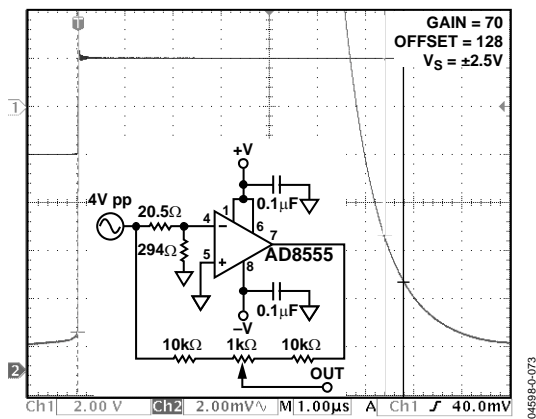 GAIN = 70
OFFSET = 128
VS = ±2.5V
T
1
+V
4V pp
20.5Ω
0.1µF
4
1
6
7
294Ω
5
AD8555
8
0.1µF
–V
10kΩ
1kΩ
10kΩ
OUT
2
Ch1 2.00 V Ch2 2.00mV M 1.00µs A Ch1 40.0mV
04598-0-073